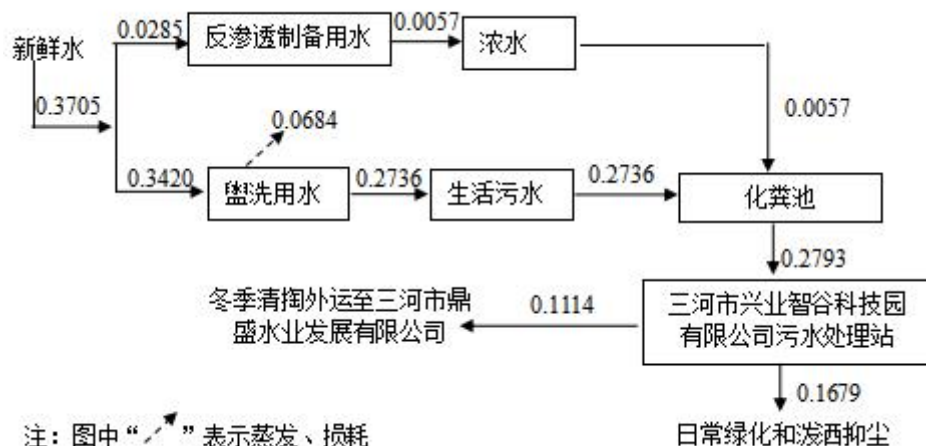 0.0285
反渗透制备用水
0.0057
浓水
新鲜水
0.3705
0.0684
0.0057
0.3420
盥洗用水
0.2736
生活污水
0.2736
化粪池
0.2793
冬季清掏外运至三河市鼎
盛水业发展有限公司
0.1114
三河市兴业智谷科技园
有限公司污水处理站
0.1679
注：图中“ ”表示蒸发、损耗
日常绿化和泼洒抑尘